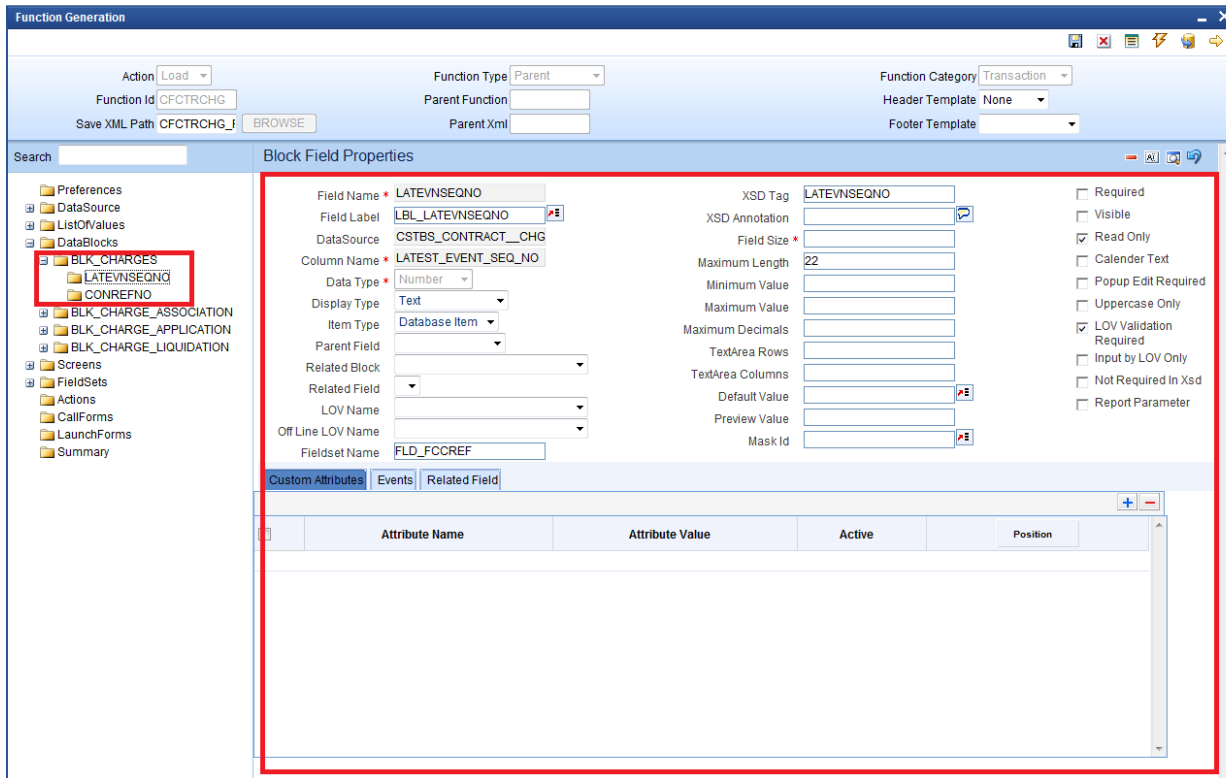 Function Generation
Action Load
Function Type Parent
Function Category Transaction
Function Id CFCTRCHG
Parent Function
Header Template None
Save XML Path CFCTRCHG_F BROWSE
Parent Xml
Footer Template
Search
Preferences
DataSource
ListOfValues
DataBlocks
BLK_CHARGES
LATEVNSEQNO
CONREFNO
BLK_CHARGE_ASSOCIATION
BLK_CHARGE_APPLICATION
BLK_CHARGE_LIQUIDATION
Screens
FieldSets
Actions
CallForms
LaunchForms
Summary
Block Field Properties
Field Name * LATEVNSEQNO
Field Label LBL_LATEVNSEQNO
DataSource CSTBS_CONTRACT__CHG
Column Name * LATEST_EVENT_SEQ_NO
Data Type * Number
Display Type Text
Item Type Database Item
Parent Field
Related Block
Related Field
LOV Name
Off Line LOV Name
Fieldset Name FLD_FCCREF
XSD Tag LATEVNSEQNO
XSD Annotation
Field Size *
Maximum Length 22
Minimum Value
Maximum Value
Maximum Decimals
TextArea Rows
TextArea Columns
Default Value
Preview Value
Mask Id
Required
Visible
Read Only
Calender Text
Popup Edit Required
Uppercase Only
LOV Validation
Required
Input by LOV Only
Not Required In Xsd
Report Parameter
Custom Attributes Events Related Field
Attribute Name Attribute Value Active Position